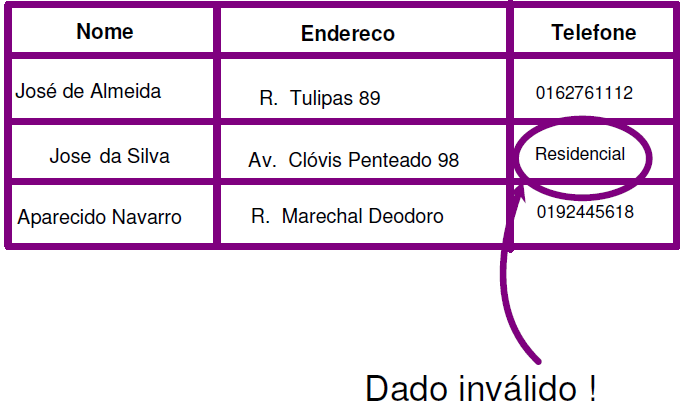 Nome Endereco Telefone
José de Almeida R. Tulipas 89 0162761112
Jose da Silva Av. Clóvis Penteado 98 Residencial
Aparecido Navarro R. Marechal Deodoro 0192445618
Dado inválido !